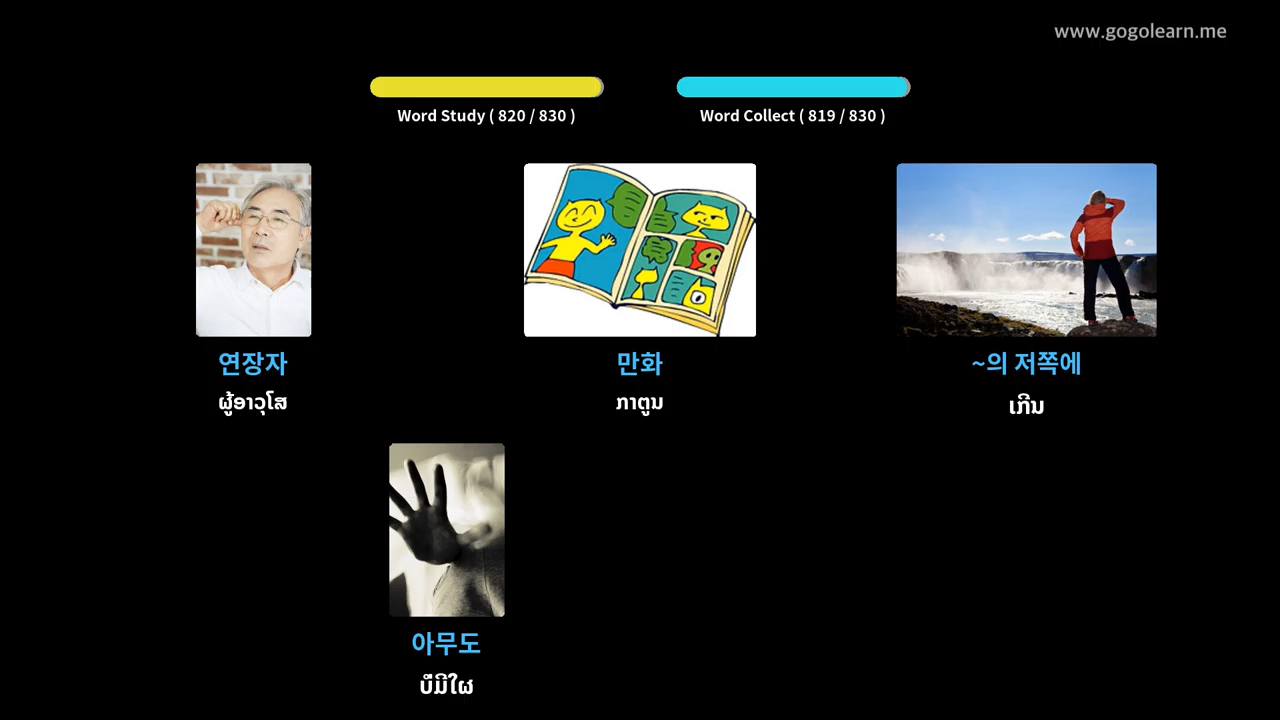 www.gogolearn.me
Word Study ( 820 / 830 )
Word Collect ( 819 / 830 )
연장자
ຜູ້ອາວຸໂສ
만화
ກາຕູນ
~의 저쪽에
ເກີນ
아무도
ບໍ່ມີໃຜ